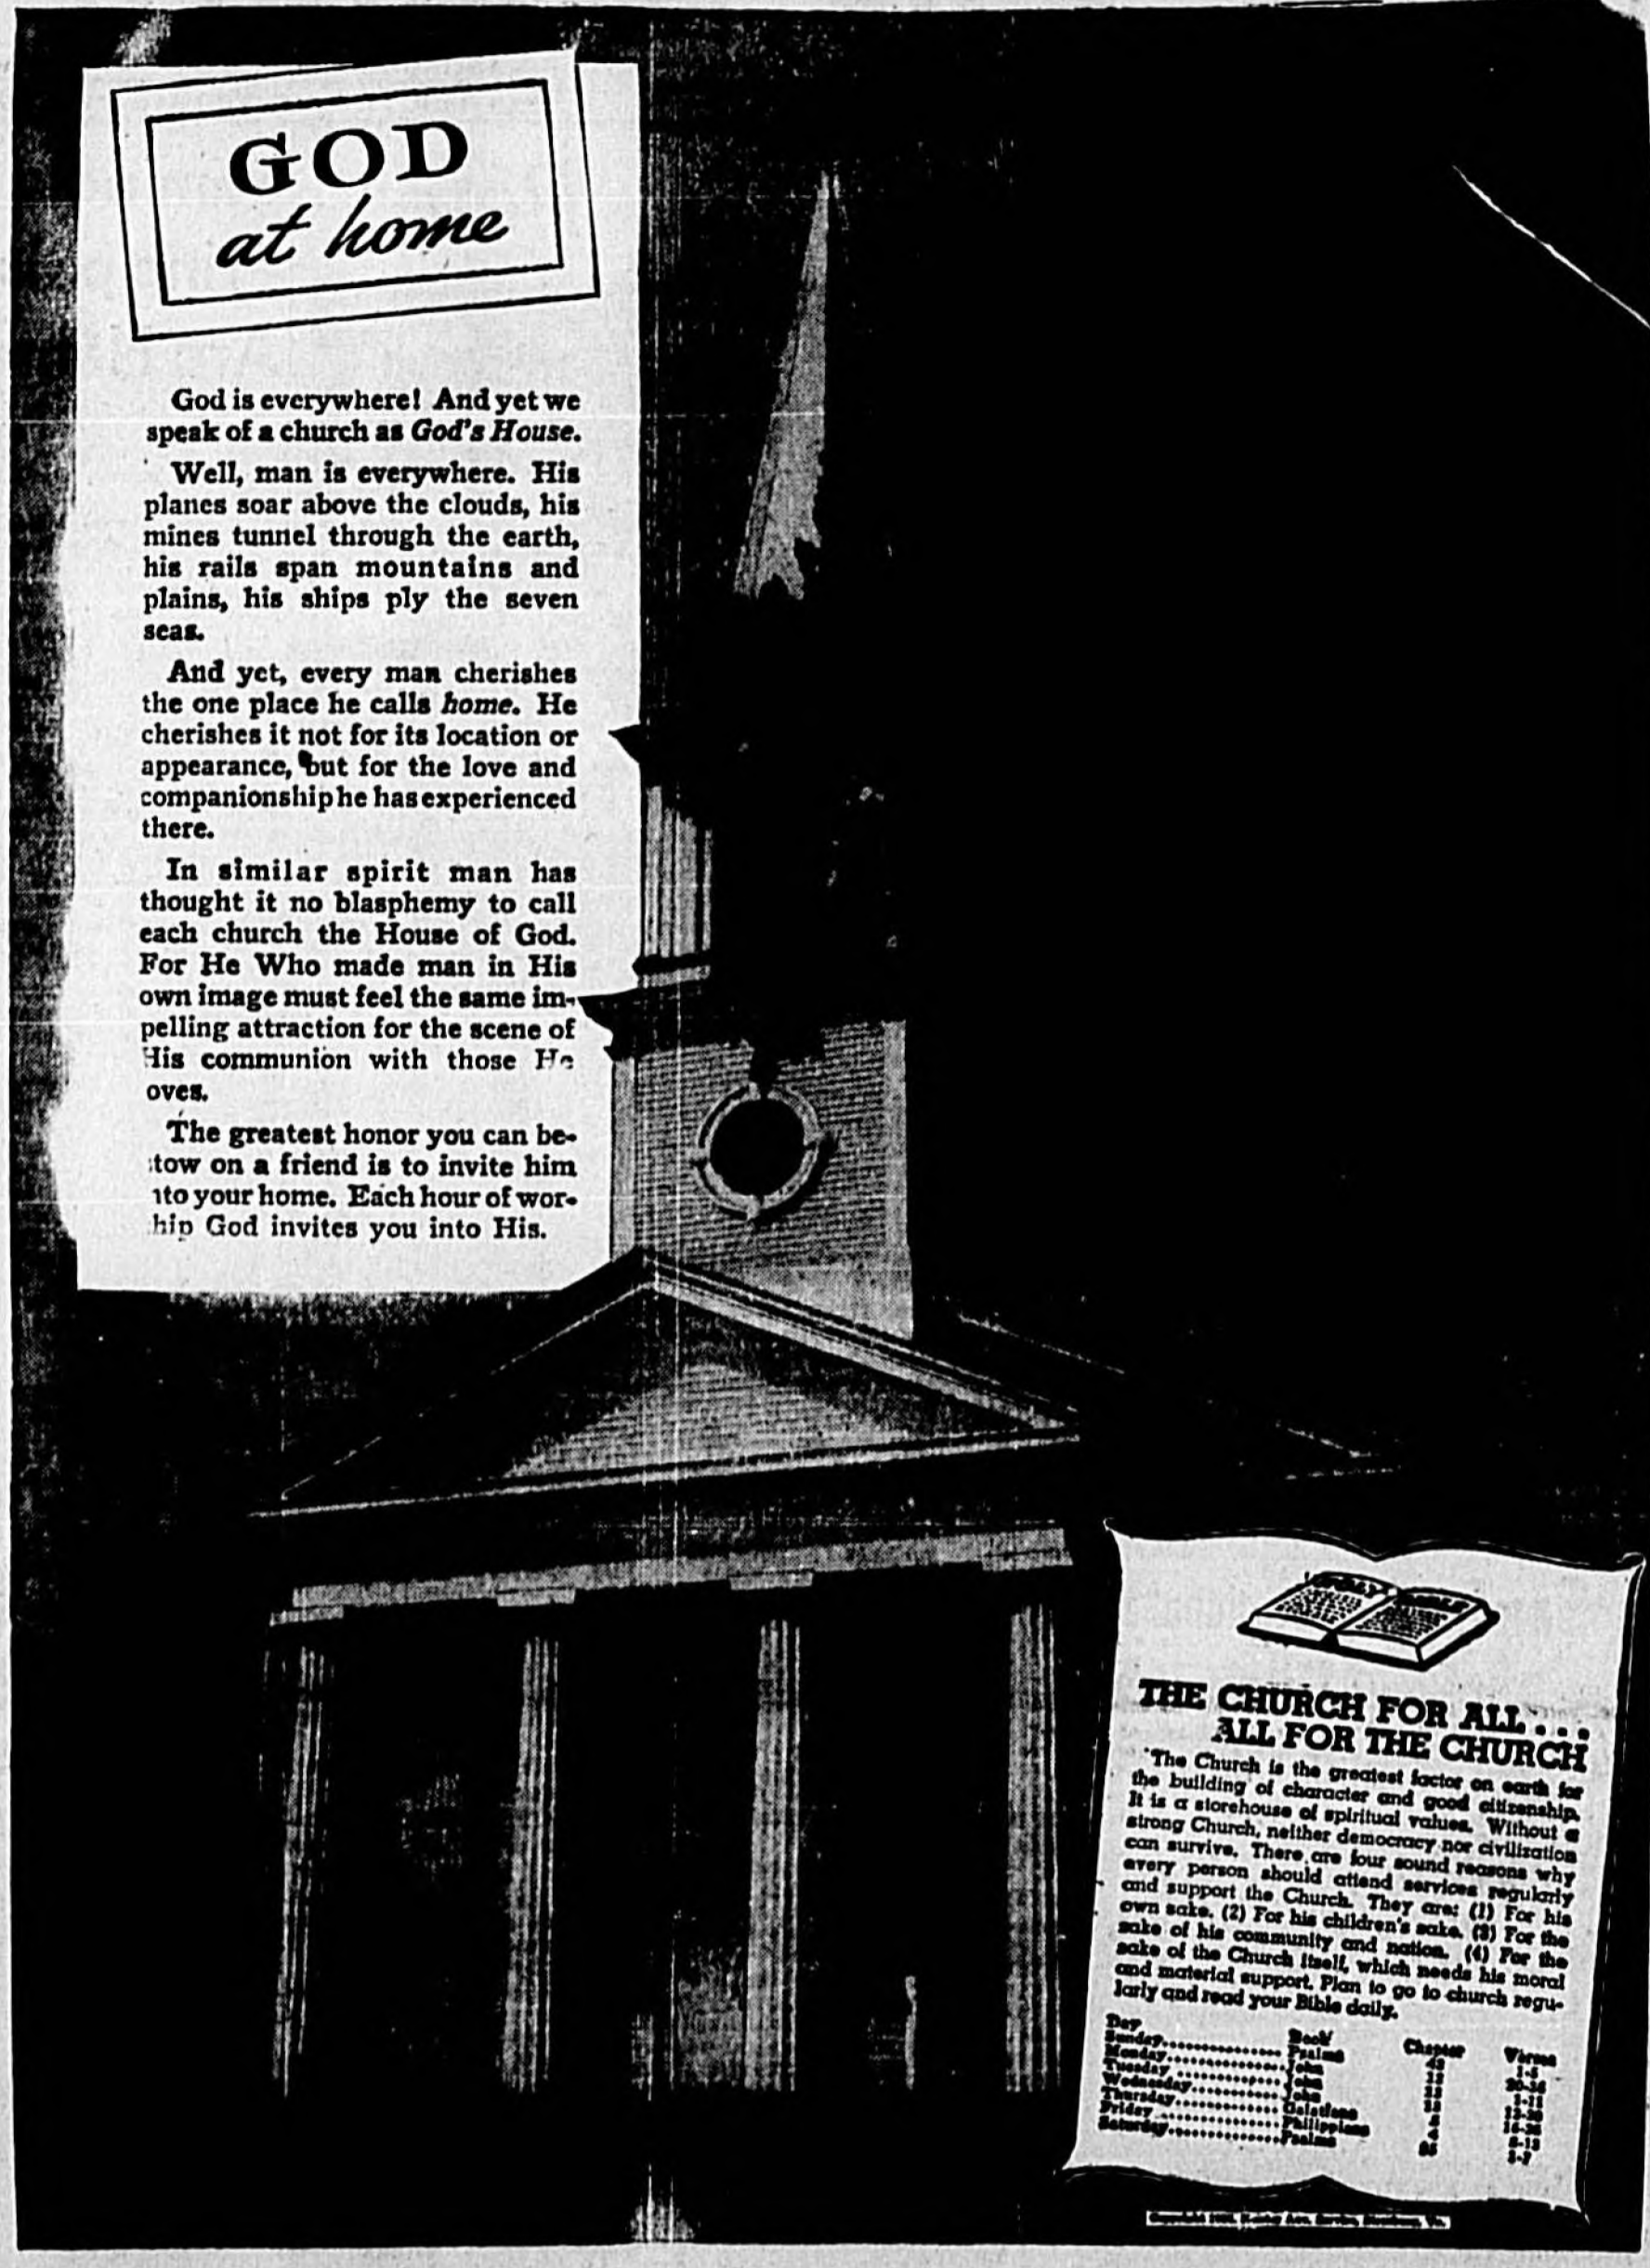 GOD
at home
God is everywhere! And yet we
speak of a church as God's House.
Well, man is everywhere. His
planes soar above the clouds, his
mines tunnel through the earth,
his rails span mountains and
plains, his ships ply the seven
seas.
And yet, every man cherishes
the one place he calls home. He
cherishes it not for its location or
appearance, but for the love and
companionship he has experienced
there.
In similar spirit man has
thought it no blasphemy to call
each church the House of God.
For He Who made man in His
own image must feel the same im-
pelling attraction for the scene of
His communion with those He
oves.
The greatest honor you can be-
tow on a friend is to invite him
nto your home. Each hour of wor-
hip God invites you into His.
HOLY BIBLE
THE CHURCH FOR ALL . . .
ALL FOR THE CHURCH
The Church is the greatest factor on earth for
the building of character and good citizenship.
It is a storehouse of spiritual values. Without a
strong Church, neither democracy nor civilization
can survive. There are four sound reasons why
every person should attend services regularly
and support the Church. They are: (1) For his
own sake. (2) For his children's sake. (3) For the
sake of his community and nation. (4) For the
sake of the Church itself, which needs his moral
and material support. Plan to go to church regu-
larly and read your Bible daily.
Day Book Chapter Verses
Sunday Psalms 1-5
Monday John
Tuesday John
Wednesday John
Thursday Galatians
Friday Philippians 4 8-13
Saturday Psalms